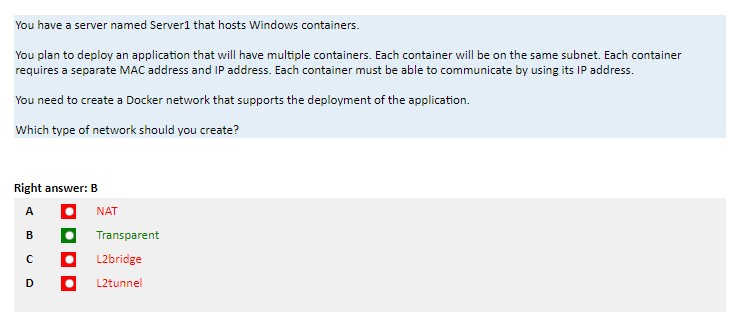 You have a server named Server1 that hosts Windows containers.
You plan to deploy an application that will have multiple containers. Each container will be on the same subnet. Each container
requires a separate MAC address and IP address. Each container must be able to communicate by using its IP address.
You need to create a Docker network that supports the deployment of the application.
Which type of network should you create?
Right answer: B
A NAT
B Transparent
C L2bridge
D L2tunnel